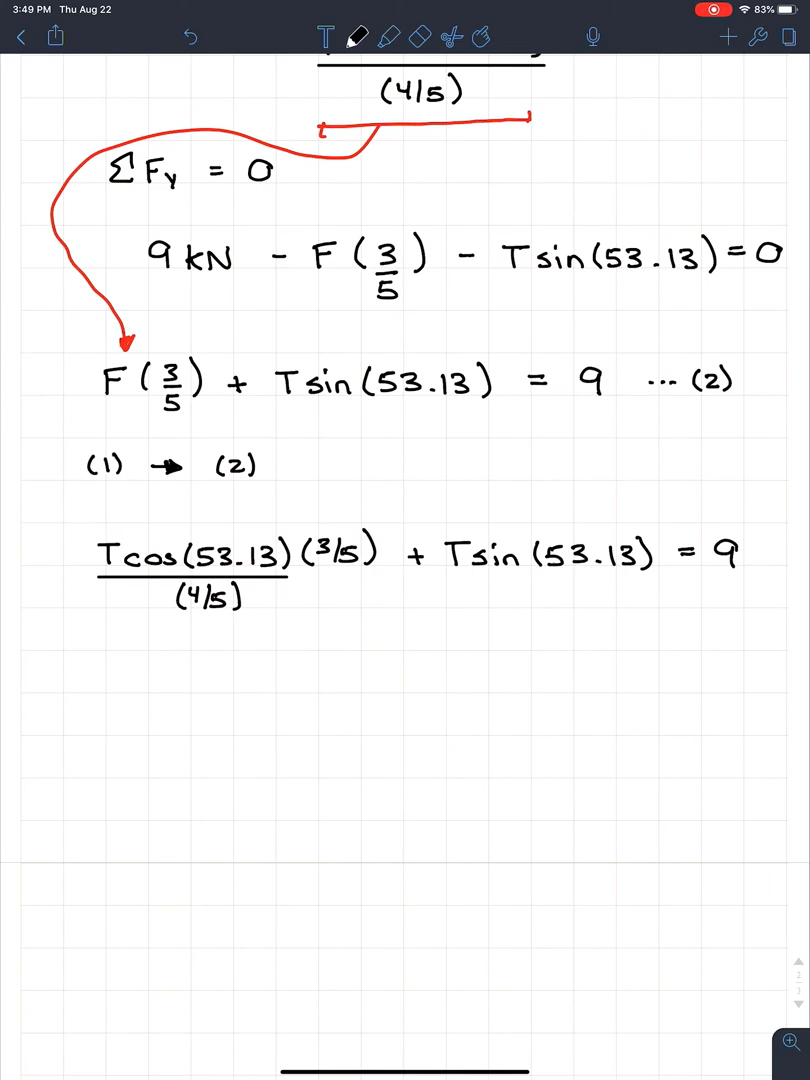 3:49 PM Thu Aug 22
83%
T
(4/5)
ΣFy = 0
9 kN - F(3/5) - Tsin(53.13) = 0
F(3/5) + Tsin(53.13) = 9 ... (2)
(1) → (2)
Tcos(53.13)(3/5) + Tsin(53.13) = 9
(4/5)
2
3